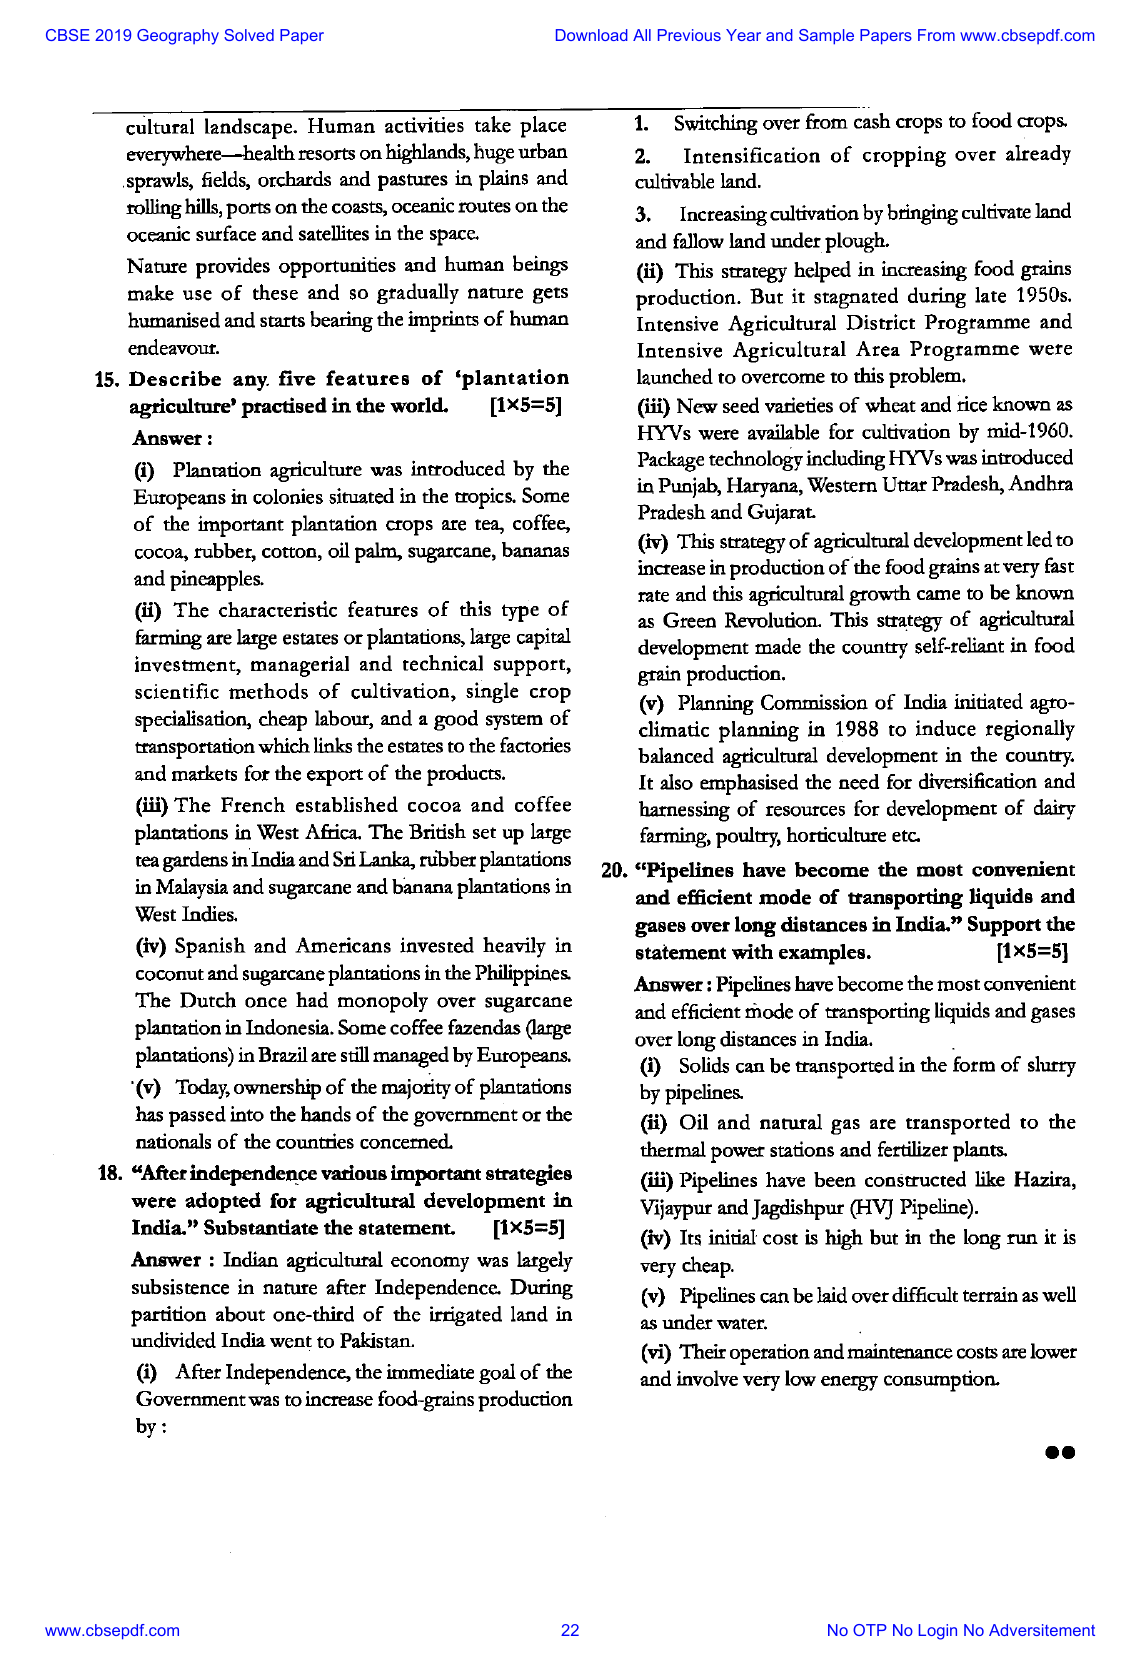 CBSE 2019 Geography Solved Paper
Download All Previous Year and Sample Papers From www.cbsepdf.com
cultural landscape. Human activities take place
everywhere—health resorts on highlands, huge urban
sprawls, fields, orchards and pastures in plains and
rolling hills, ports on the coasts, oceanic routes on the
oceanic surface and satellites in the space.
Nature provides opportunities and human beings
make use of these and so gradually nature gets
humanised and starts bearing the imprints of human
endeavour.
15. Describe any five features of ‘plantation
agriculture’ practised in the world. [1×5=5]
Answer :
(i) Plantation agriculture was introduced by the
Europeans in colonies situated in the tropics. Some
of the important plantation crops are tea, coffee,
cocoa, rubber, cotton, oil palm, sugarcane, bananas
and pineapples.
(ii) The characteristic features of this type of
farming are large estates or plantations, large capital
investment, managerial and technical support,
scientific methods of cultivation, single crop
specialisation, cheap labour, and a good system of
transportation which links the estates to the factories
and markets for the export of the products.
(iii) The French established cocoa and coffee
plantations in West Africa. The British set up large
tea gardens in India and Sri Lanka, rubber plantations
in Malaysia and sugarcane and banana plantations in
West Indies.
(iv) Spanish and Americans invested heavily in
coconut and sugarcane plantations in the Philippines.
The Dutch once had monopoly over sugarcane
plantation in Indonesia. Some coffee fazendas (large
plantations) in Brazil are still managed by Europeans.
(v) Today, ownership of the majority of plantations
has passed into the hands of the government or the
nationals of the countries concerned.
18. “After independence various important strategies
were adopted for agricultural development in
India.” Substantiate the statement. [1×5=5]
Answer : Indian agricultural economy was largely
subsistence in nature after Independence. During
partition about one-third of the irrigated land in
undivided India went to Pakistan.
(i) After Independence, the immediate goal of the
Government was to increase food-grains production
by :
1. Switching over from cash crops to food crops.
2. Intensification of cropping over already
cultivable land.
3. Increasing cultivation by bringing cultivate land
and fallow land under plough.
(ii) This strategy helped in increasing food grains
production. But it stagnated during late 1950s.
Intensive Agricultural District Programme and
Intensive Agricultural Area Programme were
launched to overcome to this problem.
(iii) New seed varieties of wheat and rice known as
HYVs were available for cultivation by mid-1960.
Package technology including HYVs was introduced
in Punjab, Haryana, Western Uttar Pradesh, Andhra
Pradesh and Gujarat.
(iv) This strategy of agricultural development led to
increase in production of the food grains at very fast
rate and this agricultural growth came to be known
as Green Revolution. This strategy of agricultural
development made the country self-reliant in food
grain production.
(v) Planning Commission of India initiated agro-
climatic planning in 1988 to induce regionally
balanced agricultural development in the country.
It also emphasised the need for diversification and
harnessing of resources for development of dairy
farming, poultry, horticulture etc.
20. “Pipelines have become the most convenient
and efficient mode of transporting liquids and
gases over long distances in India.” Support the
statement with examples. [1×5=5]
Answer : Pipelines have become the most convenient
and efficient mode of transporting liquids and gases
over long distances in India.
(i) Solids can be transported in the form of slurry
by pipelines.
(ii) Oil and natural gas are transported to the
thermal power stations and fertilizer plants.
(iii) Pipelines have been constructed like Hazira,
Vijaypur and Jagdishpur (HVJ Pipeline).
(iv) Its initial cost is high but in the long run it is
very cheap.
(v) Pipelines can be laid over difficult terrain as well
as under water.
(vi) Their operation and maintenance costs are lower
and involve very low energy consumption.
www.cbsepdf.com
22
No OTP No Login No Adversitement